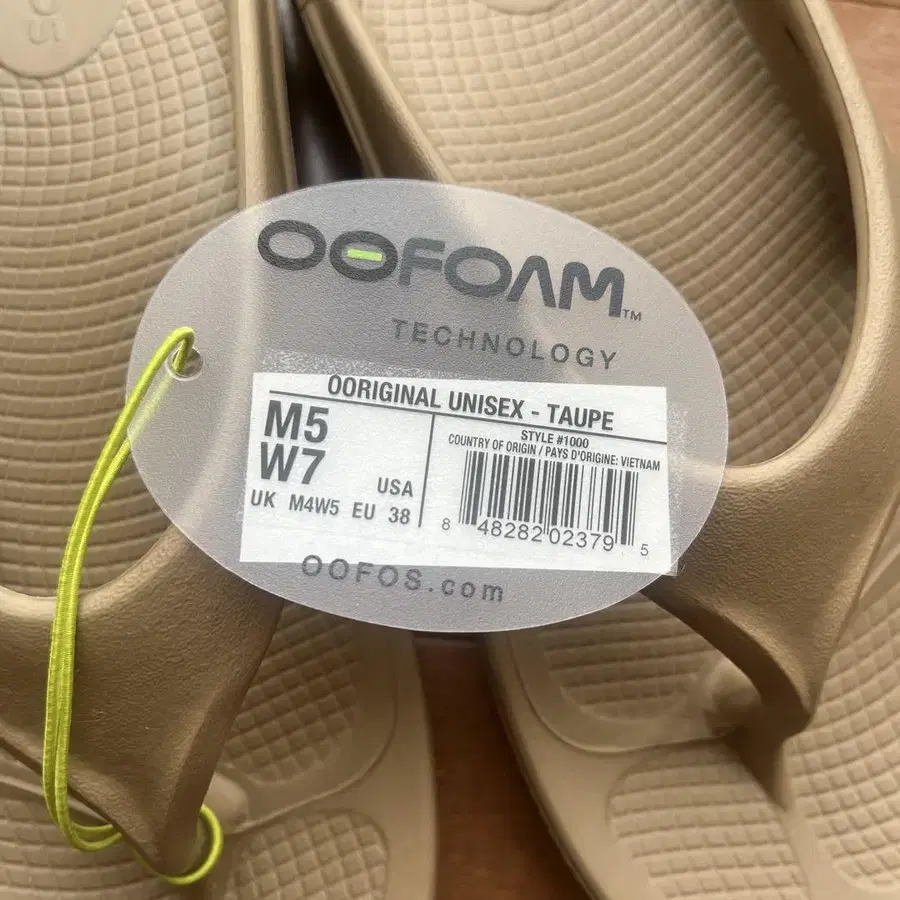 OOFOAM™
TECHNOLOGY
OORIGINAL UNISEX - TAUPE
M5
W7
USA
UK M4W5 EU 38
STYLE #1000
COUNTRY OF ORIGIN / PAYS D'ORIGINE: VIETNAM
8 48282 02379 5
OOFOS.com